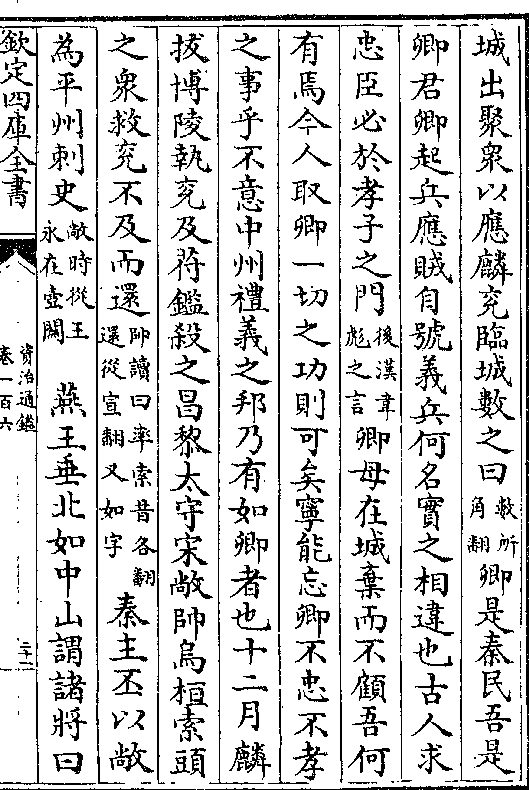 城出聚衆以應麟兖臨城數之曰數所角翻卿是秦民吾是
卿君卿起兵應賊自號義兵何名實之相違也古人求
忠臣必於孝子之門後漢韋彪之言卿母在城棄而不顧吾何
有焉今人取卿一切之功則可矣寧能忘卿不忠不孝
之事乎不意中州禮義之邦乃有如卿者也十二月麟
拔博陵執兖及苻鑑殺之昌黎太守宋敞帥烏桓索頭
之衆救兖不及而還帥讀曰率索昔各翻還從宣翻又如字秦主丕以敞
為平州刺史敞時從王永在壺關 燕王垂北如中山謂諸將曰
欽定四庫全書
資治通鑑
卷一百六